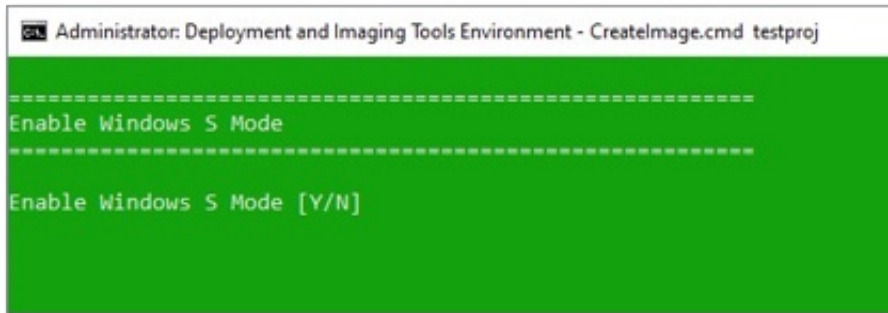 Administrator: Deployment and Imaging Tools Environment - CreateImage.cmd testproj
=========================================================
Enable Windows S Mode
=========================================================
Enable Windows S Mode [Y/N]